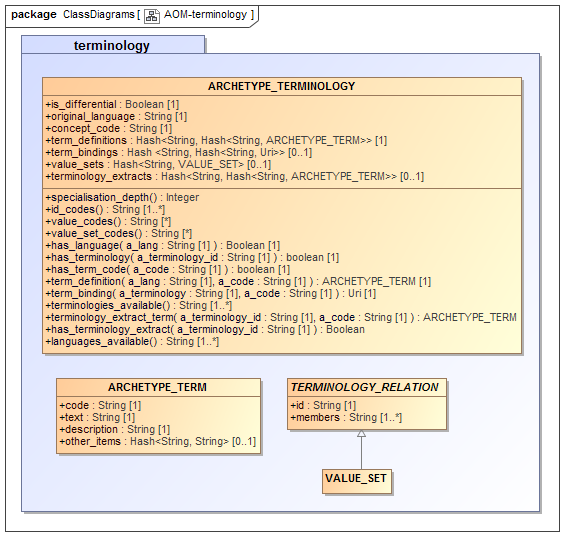 package ClassDiagrams [ AOM-terminology ]
terminology
ARCHETYPE_TERMINOLOGY
+is_differential : Boolean [1]
+original_language : String [1]
+concept_code : String [1]
+term_definitions : Hash<String, Hash<String, ARCHETYPE_TERM>> [1]
+term_bindings : Hash <String, Hash<String, Uri>> [0..1]
+value_sets : Hash<String, VALUE_SET> [0..1]
+terminology_extracts : Hash<String, Hash<String, ARCHETYPE_TERM>> [0..1]
+specialisation_depth() : Integer
+id_codes() : String [1..*]
+value_codes() : String [*]
+value_set_codes() : String [*]
+has_language( a_lang : String [1] ) : Boolean [1]
+has_terminology( a_terminology_id : String [1] ) : boolean [1]
+has_term_code( a_code : String [1] ) : boolean [1]
+term_definition( a_lang : String [1], a_code : String [1] ) : ARCHETYPE_TERM [1]
+term_binding( a_terminology : String [1], a_code : String [1] ) : Uri [1]
+terminologies_available() : String [1..*]
+terminology_extract_term( a_terminology_id : String [1], a_code : String [1] ) : ARCHETYPE_TERM
+has_terminology_extract( a_terminology_id : String [1] ) : Boolean
+languages_available() : String [1..*]
ARCHETYPE_TERM
+code : String [1]
+text : String [1]
+description : String [1]
+other_items : Hash<String, String> [0..1]
TERMINOLOGY_RELATION
+id : String [1]
+members : String [1..*]
VALUE_SET